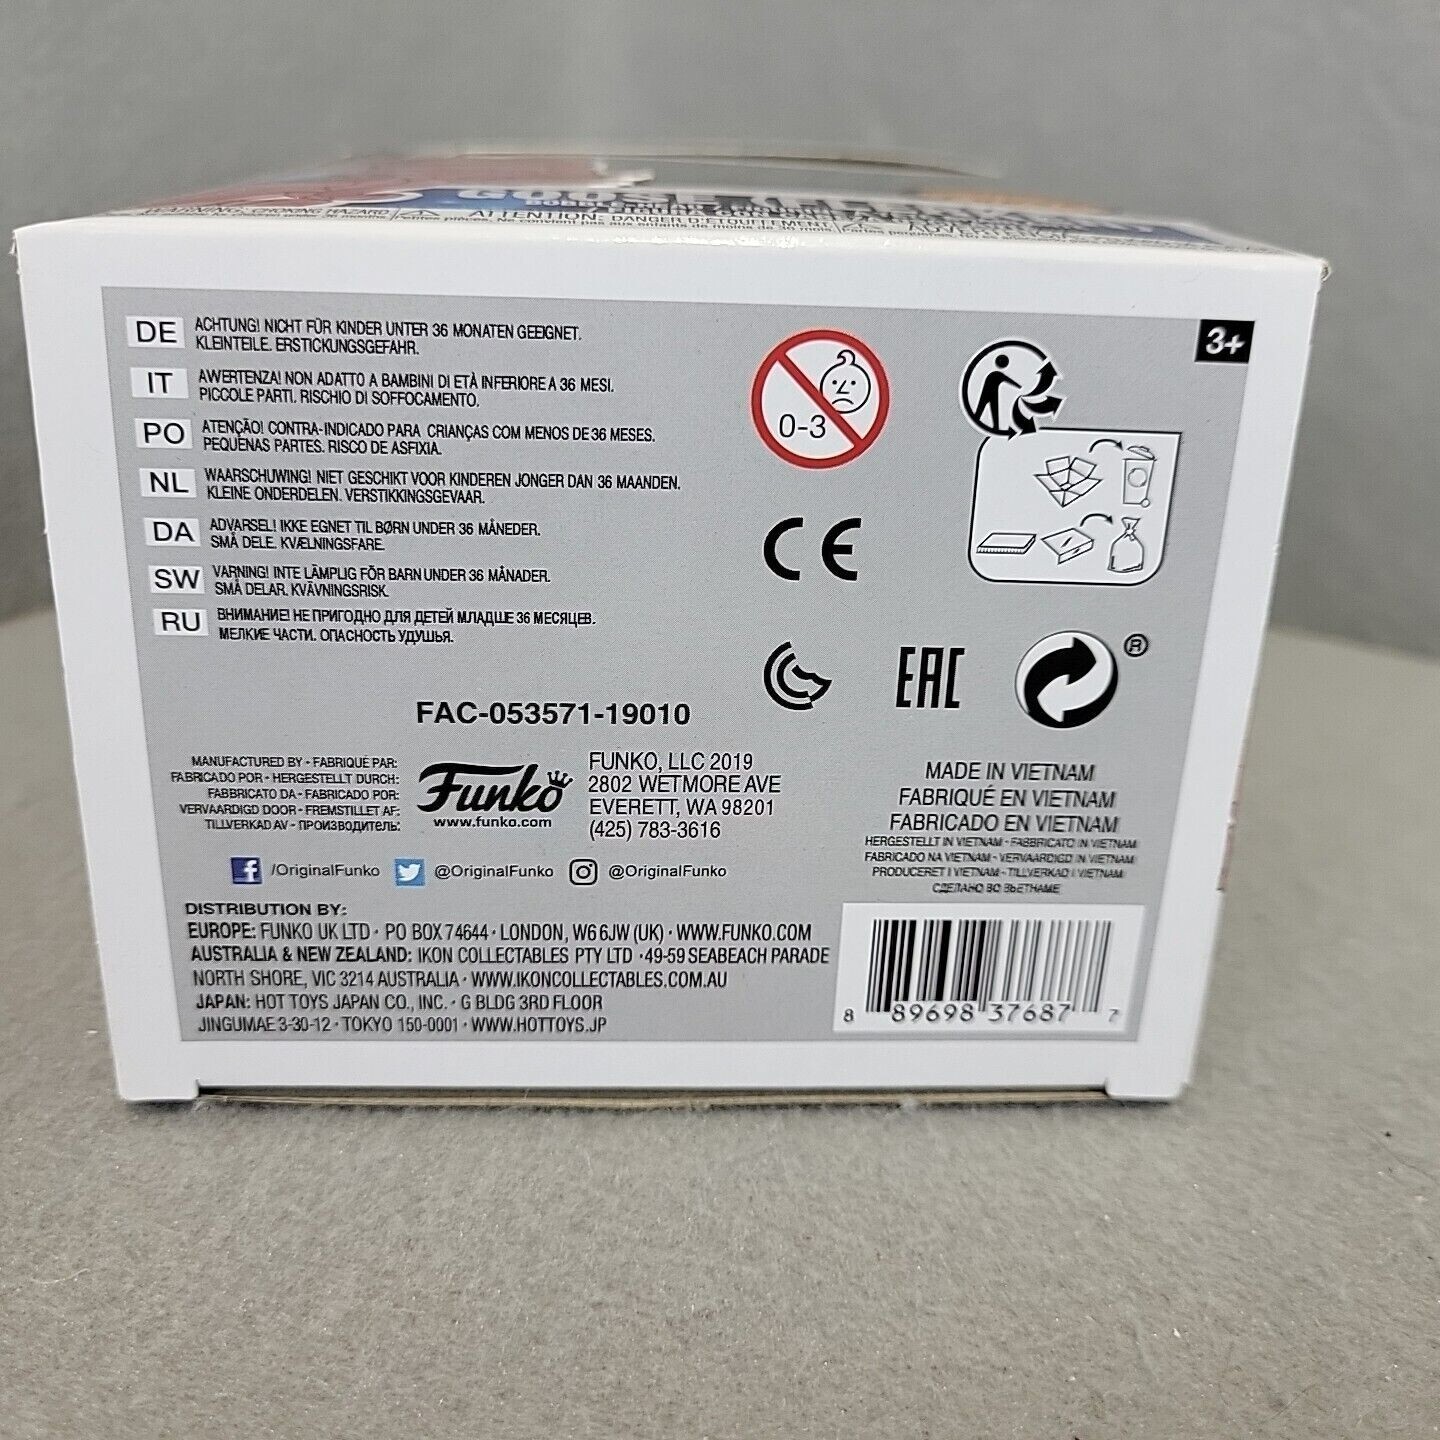 GOOSE THE CAT
WARNING: CHOKING HAZARD
ATTENTION: DANGER D'ÉTOUFFEMENT
3+
DE ACHTUNG! NICHT FÜR KINDER UNTER 36 MONATEN GEEIGNET.
KLEINTEILE. ERSTICKUNGSGEFAHR.
IT AVVERTENZA! NON ADATTO A BAMBINI DI ETÀ INFERIORE A 36 MESI.
PICCOLE PARTI. RISCHIO DI SOFFOCAMENTO.
PO ATENÇÃO! CONTRA-INDICADO PARA CRIANÇAS COM MENOS DE 36 MESES.
PEQUENAS PARTES. RISCO DE ASFIXIA.
NL WAARSCHUWING! NIET GESCHIKT VOOR KINDEREN JONGER DAN 36 MAANDEN.
KLEINE ONDERDELEN. VERSTIKKINGSGEVAAR.
DA ADVARSEL! IKKE EGNET TIL BØRN UNDER 36 MÅNEDER.
SMÅ DELE. KVÆLNINGSFARE.
SW VARNING! INTE LÄMPLIG FÖR BARN UNDER 36 MÅNADER.
SMÅ DELAR. KVÄVNINGSRISK.
RU ВНИМАНИЕ! НЕ ПРИГОДНО ДЛЯ ДЕТЕЙ МЛАДШЕ 36 МЕСЯЦЕВ.
МЕЛКИЕ ЧАСТИ. ОПАСНОСТЬ УДУШЬЯ.
0-3
CE
EAC
®
FAC-053571-19010
MANUFACTURED BY • FABRIQUÉ PAR:
FABRICADO POR • HERGESTELLT DURCH:
FABBRICATO DA • FABRICADO POR:
VERVAARDIGD DOOR • FREMSTILLET AF:
TILLVERKAD AV • ПРОИЗВОДИТЕЛЬ:
Funko
www.funko.com
FUNKO, LLC 2019
2802 WETMORE AVE
EVERETT, WA 98201
(425) 783-3616
MADE IN VIETNAM
FABRIQUÉ EN VIETNAM
FABRICADO EN VIETNAM
HERGESTELLT IN VIETNAM • FABBRICATO IN VIETNAM
FABRICADO NA VIETNAM • VERVAARDIGD IN VIETNAM
PRODUCERET I VIETNAM • TILLVERKAD I VIETNAM
СДЕЛАНО ВО ВЬЕТНАМЕ
/OriginalFunko @OriginalFunko @OriginalFunko
DISTRIBUTION BY:
EUROPE: FUNKO UK LTD • PO BOX 74644 • LONDON, W6 6JW (UK) • WWW.FUNKO.COM
AUSTRALIA & NEW ZEALAND: IKON COLLECTABLES PTY LTD • 49-59 SEABEACH PARADE
NORTH SHORE, VIC 3214 AUSTRALIA • WWW.IKONCOLLECTABLES.COM.AU
JAPAN: HOT TOYS JAPAN CO., INC. • G BLDG 3RD FLOOR
JINGUMAE 3-30-12 • TOKYO 150-0001 • WWW.HOTTOYS.JP
8 89698 37687 7